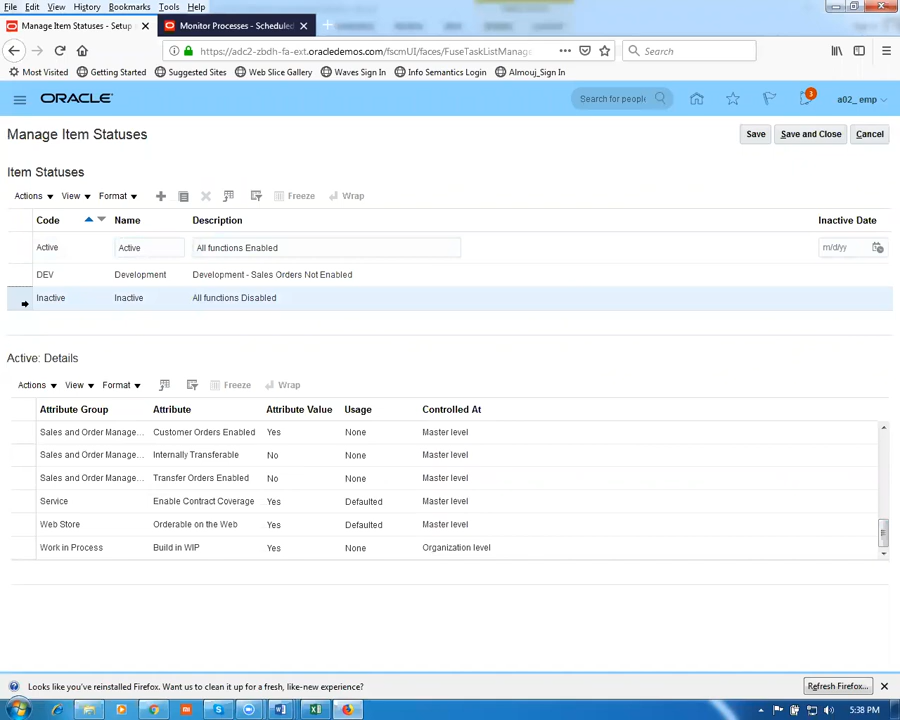 File Edit View History Bookmarks Tools Help
Manage Item Statuses - Setup
Monitor Processes - Scheduled
https://adc2-zbdh-fa-ext.oracledemos.com/fscmUI/faces/FuseTaskListManag
Search
Most Visited Getting Started Suggested Sites Web Slice Gallery Waves Sign In Info Semantics Login Almouj_Sign In
ORACLE
Search for people
3
a02_ emp
Manage Item Statuses
Save Save and Close Cancel
Item Statuses
Actions View Format Freeze Wrap
Code Name Description Inactive Date
Active Active All functions Enabled m/d/yy
DEV Development Development - Sales Orders Not Enabled
Inactive Inactive All functions Disabled
Active: Details
Actions View Format Freeze Wrap
Attribute Group Attribute Attribute Value Usage Controlled At
Sales and Order Manage... Customer Orders Enabled Yes None Master level
Sales and Order Manage... Internally Transferable No None Master level
Sales and Order Manage... Transfer Orders Enabled No None Master level
Service Enable Contract Coverage Yes Defaulted Master level
Web Store Orderable on the Web Yes Defaulted Master level
Work in Process Build in WIP Yes None Organization level
Looks like you've reinstalled Firefox. Want us to clean it up for a fresh, like-new experience?
Refresh Firefox...
5:38 PM